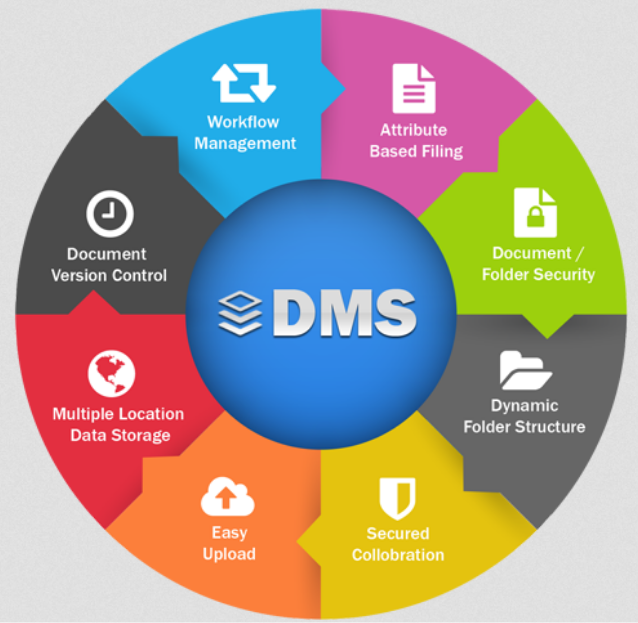 Workflow
Management
Attribute
Based Filing
Document /
Folder Security
Dynamic
Folder Structure
Secured
Collobration
Easy
Upload
Multiple Location
Data Storage
Document
Version Control
DMS